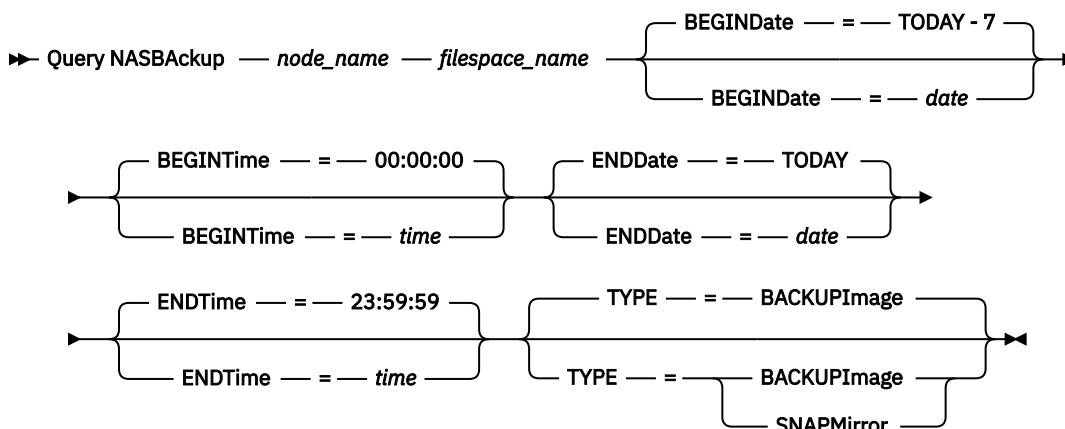 BEGINDate = TODAY - 7
Query NASBAckup node_name filespace_name
BEGINDate = date
BEGINTime = 00:00:00 ENDDate = TODAY
BEGINTime = time ENDDate = date
ENDTime = 23:59:59 TYPE = BACKUPImage
ENDTime = time TYPE = BACKUPImage
SNAPMirror